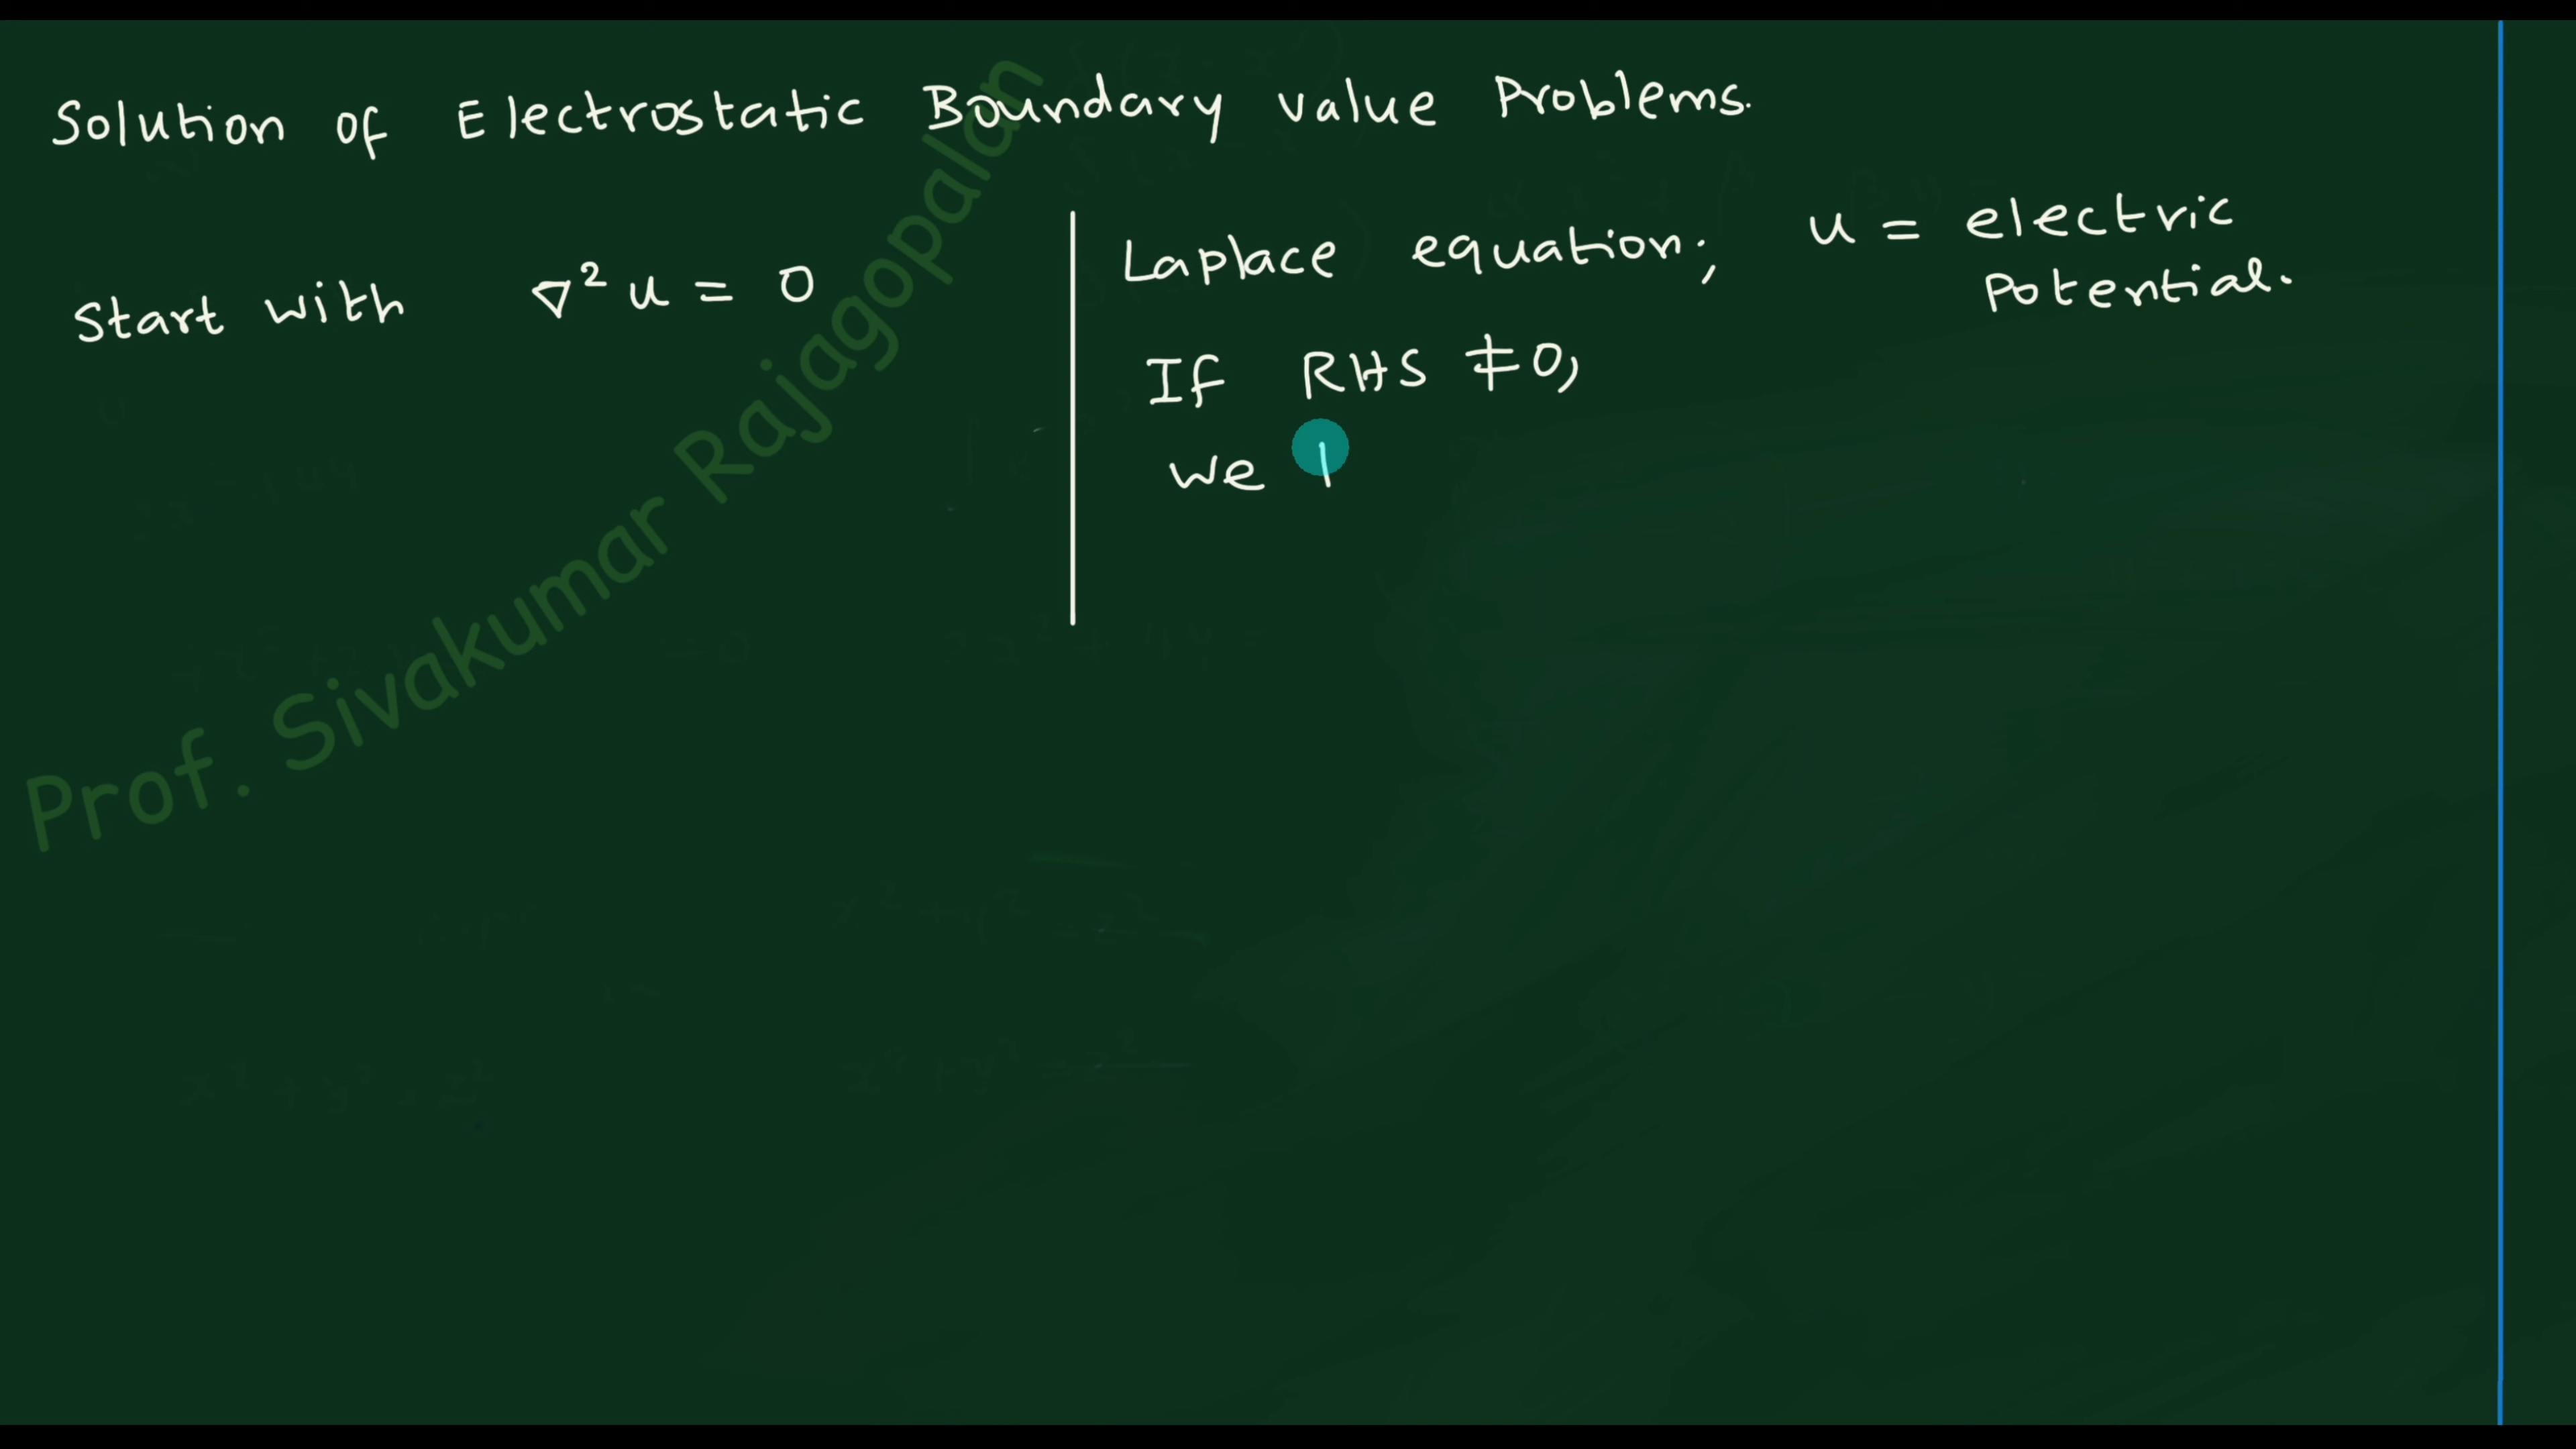 Solution of Electrostatic Boundary value Problems.
Start with ∇² u = 0
Laplace equation; u = electric
Potential.
If RHS ≠ 0,
we
Prof. Sivakumar Rajagopalan